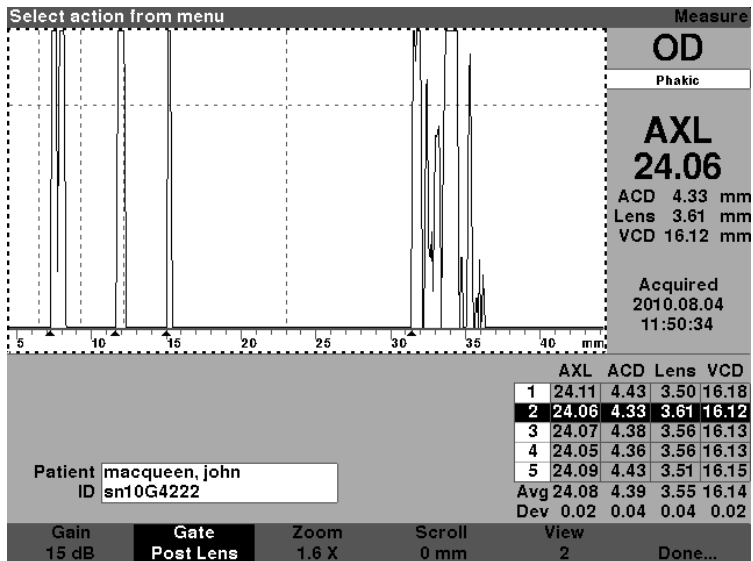 Select action from menu
Measure
OD
Phakic
AXL
24.06
ACD 4.33 mm
Lens 3.61 mm
VCD 16.12 mm
Acquired
2010.08.04
11:50:34
5 10 15 20 25 30 35 40 mm
AXL ACD Lens VCD
1 24.11 4.43 3.50 16.18
2 24.06 4.33 3.61 16.12
3 24.07 4.38 3.56 16.13
4 24.05 4.36 3.56 16.13
5 24.09 4.43 3.51 16.15
Avg 24.08 4.39 3.55 16.14
Dev 0.02 0.04 0.04 0.02
Patient macqueen, john
ID sn10G4222
Gain Gate Zoom Scroll View
15 dB Post Lens 1.6 X 0 mm 2 Done...